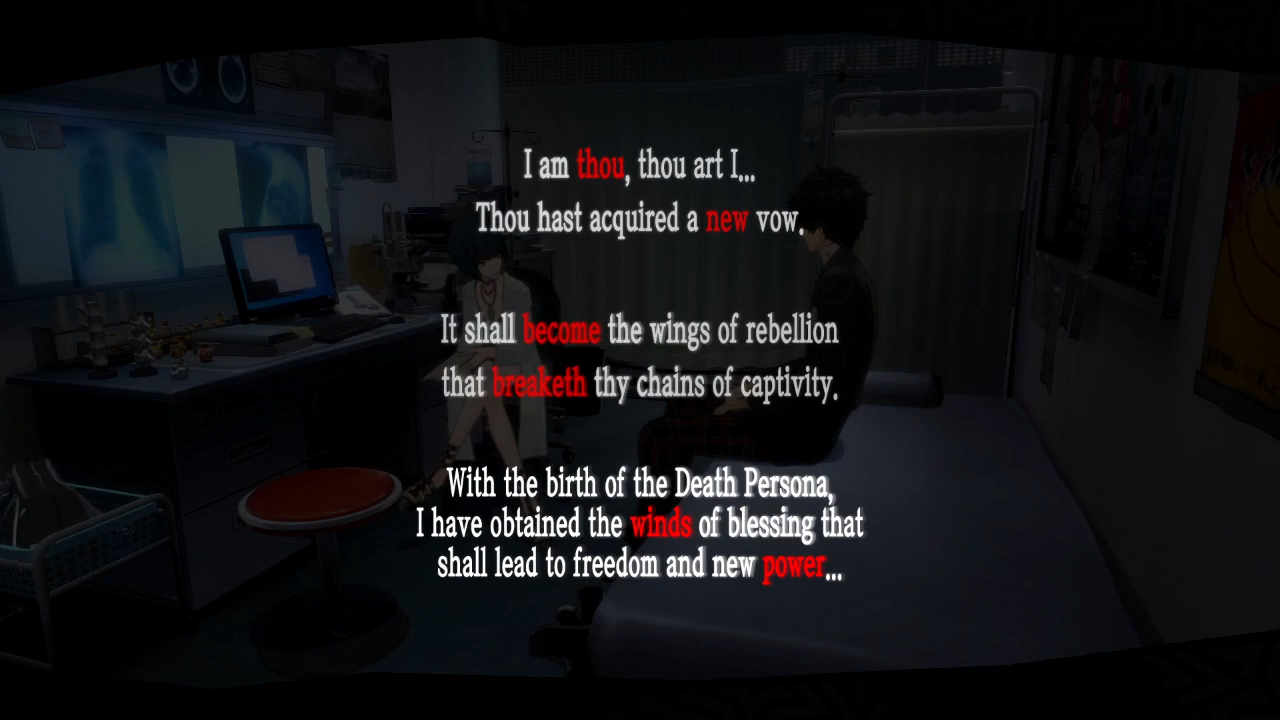 I am thou, thou art I...
Thou hast acquired a new vow.
It shall become the wings of rebellion
that breaketh thy chains of captivity.
With the birth of the Death Persona,
I have obtained the winds of blessing that
shall lead to freedom and new power...